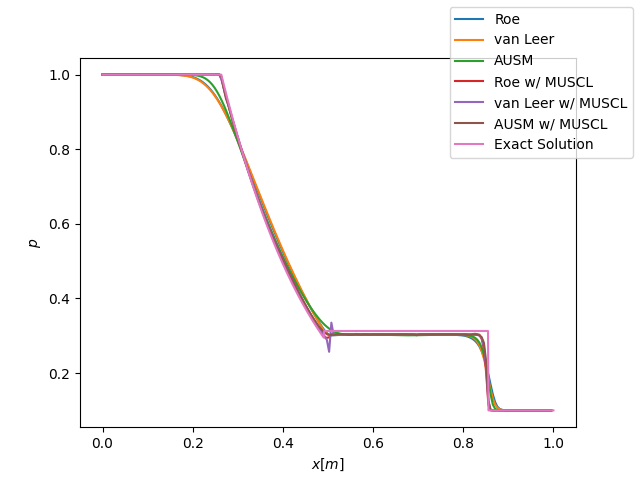 Roe
van Leer
AUSM
Roe w/ MUSCL
van Leer w/ MUSCL
AUSM w/ MUSCL
Exact Solution
1.0
0.8
0.6
0.4
0.2
p
0.0 0.2 0.4 0.6 0.8 1.0
x[m]